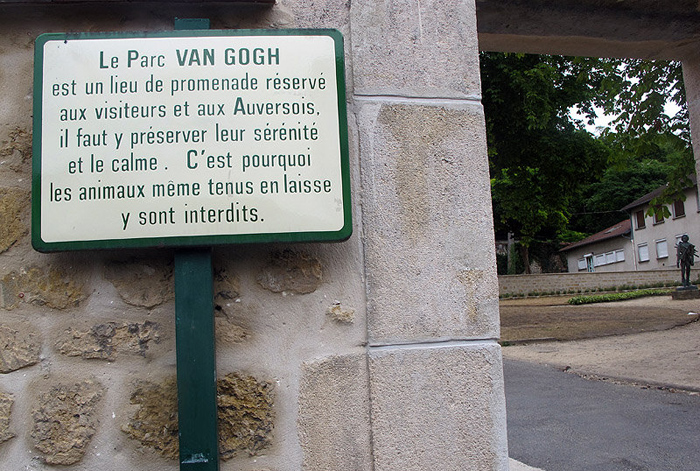 Le Parc VAN GOGH
est un lieu de promenade réservé
aux visiteurs et aux Auversois,
il faut y préserver leur sérénité
et le calme. C'est pourquoi
les animaux même tenus en laisse
y sont interdits.